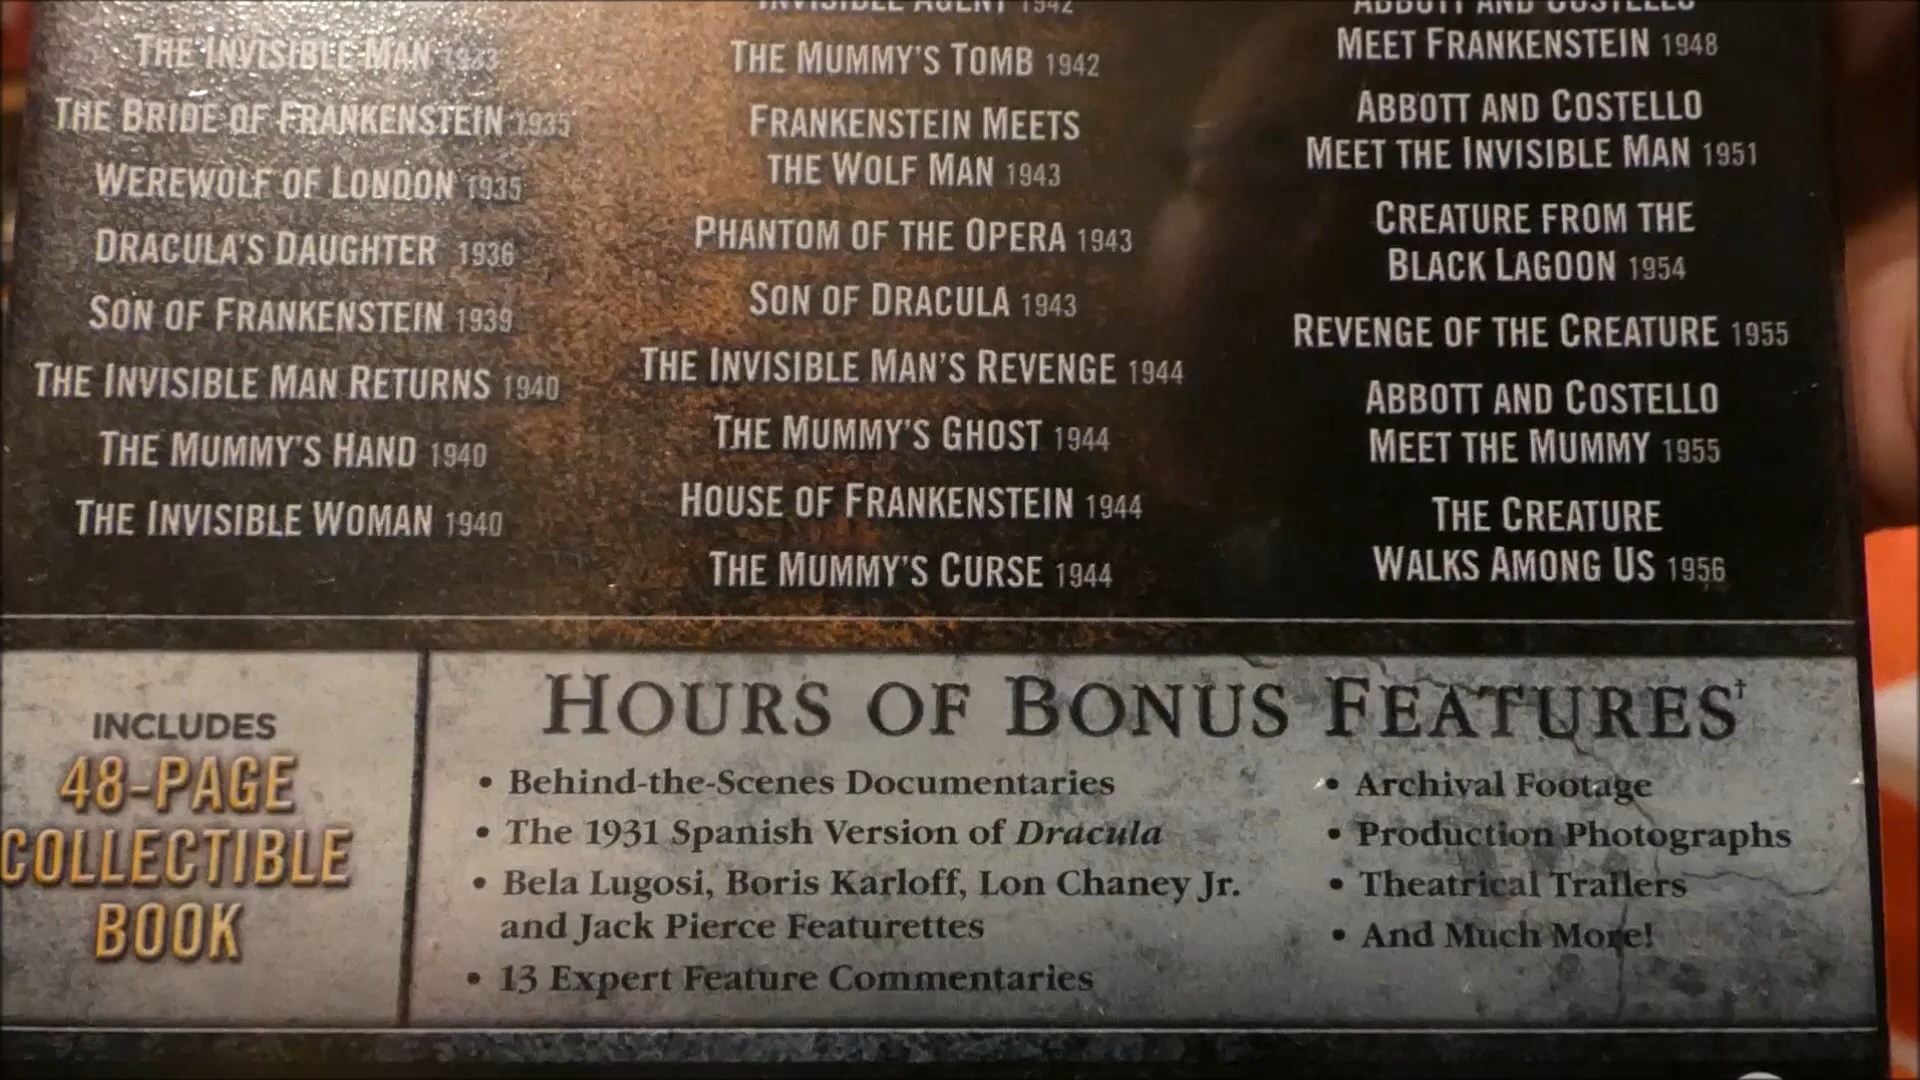 THE INVISIBLE MAN 1933
THE BRIDE OF FRANKENSTEIN 1935
WEREWOLF OF LONDON 1935
DRACULA'S DAUGHTER 1936
SON OF FRANKENSTEIN 1939
THE INVISIBLE MAN RETURNS 1940
THE MUMMY'S HAND 1940
THE INVISIBLE WOMAN 1940
INVISIBLE AGENT 1942
THE MUMMY'S TOMB 1942
FRANKENSTEIN MEETS
THE WOLF MAN 1943
PHANTOM OF THE OPERA 1943
SON OF DRACULA 1943
THE INVISIBLE MAN'S REVENGE 1944
THE MUMMY'S GHOST 1944
HOUSE OF FRANKENSTEIN 1944
THE MUMMY'S CURSE 1944
ABBOTT AND COSTELLO
MEET FRANKENSTEIN 1948
ABBOTT AND COSTELLO
MEET THE INVISIBLE MAN 1951
CREATURE FROM THE
BLACK LAGOON 1954
REVENGE OF THE CREATURE 1955
ABBOTT AND COSTELLO
MEET THE MUMMY 1955
THE CREATURE
WALKS AMONG US 1956
INCLUDES
48-PAGE
COLLECTIBLE
BOOK
HOURS OF BONUS FEATURES†
• Behind-the-Scenes Documentaries
• The 1931 Spanish Version of Dracula
• Bela Lugosi, Boris Karloff, Lon Chaney Jr.
and Jack Pierce Featurettes
• 13 Expert Feature Commentaries
• Archival Footage
• Production Photographs
• Theatrical Trailers
• And Much More!